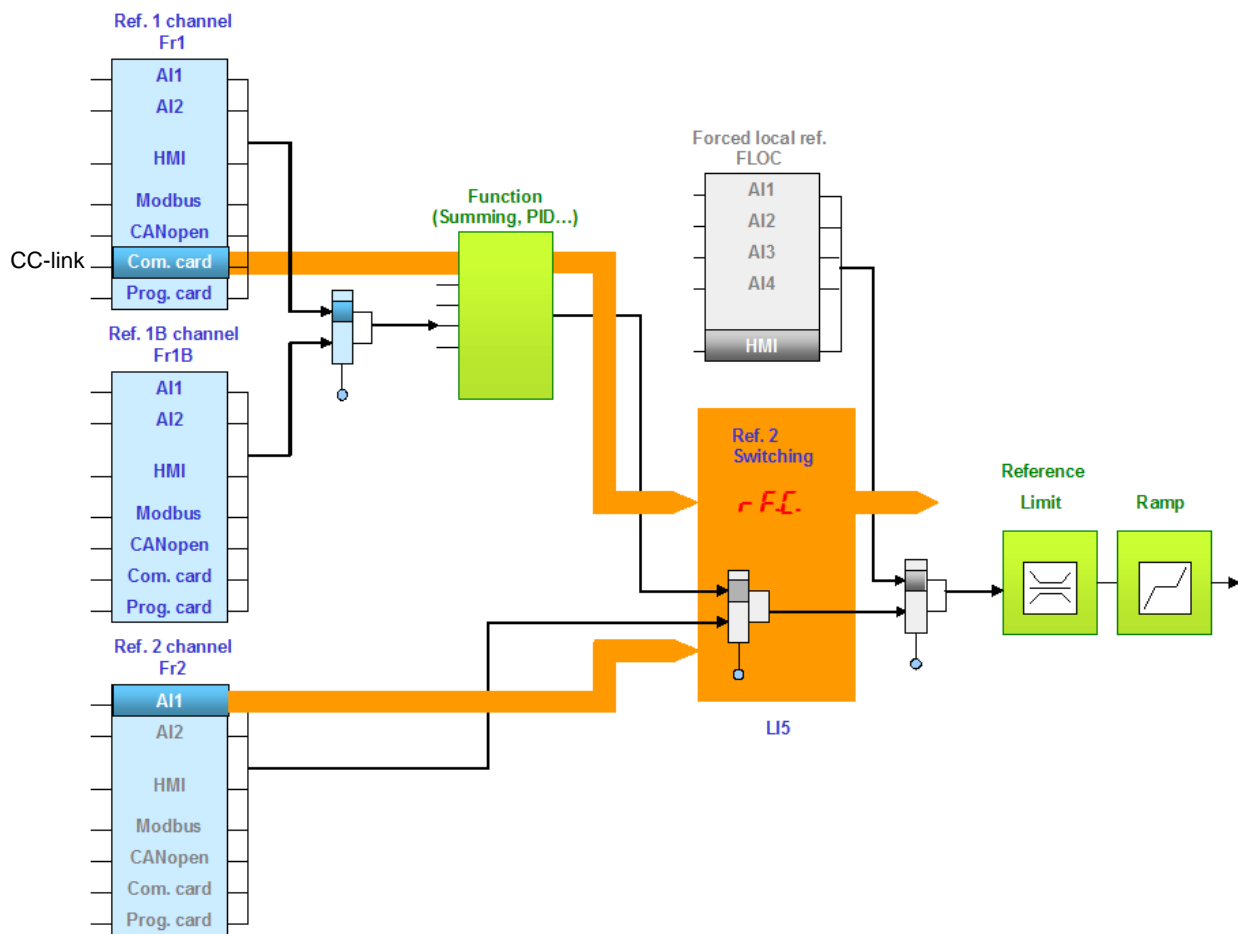 Ref. 1 channel
Fr1
AI1
AI2
HMI
Modbus
CANopen
CC-link
Com. card
Prog. card
Ref. 1B channel
Fr1B
AI1
AI2
HMI
Modbus
CANopen
Com. card
Prog. card
Ref. 2 channel
Fr2
AI1
AI2
HMI
Modbus
CANopen
Com. card
Prog. card
Function
(Summing, PID...)
Forced local ref.
FLOC
AI1
AI2
AI3
AI4
HMI
Ref. 2
Switching
rF.C.
LI5
Reference
Limit
Ramp